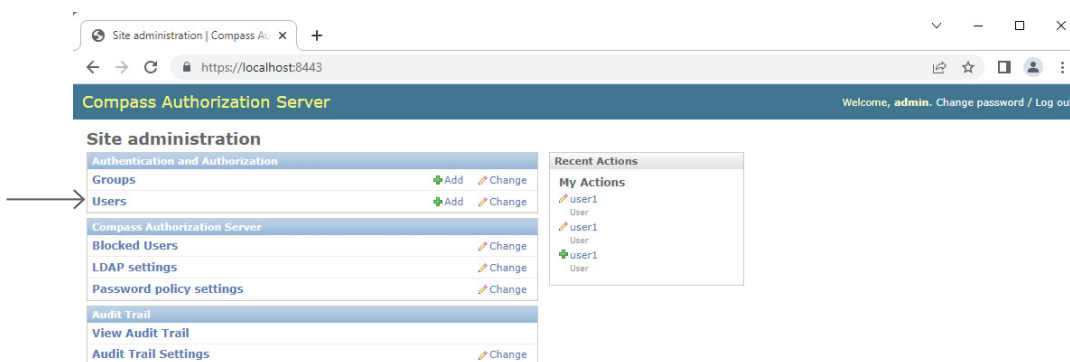 Site administration | Compass Au
https://localhost:8443
Compass Authorization Server
Welcome, admin. Change password / Log out
Site administration
Authentication and Authorization
Groups Add Change
Users Add Change
Compass Authorization Server
Blocked Users Change
LDAP settings Change
Password policy settings Change
Audit Trail
View Audit Trail
Audit Trail Settings Change
Recent Actions
My Actions
user1
User
user1
User
user1
User